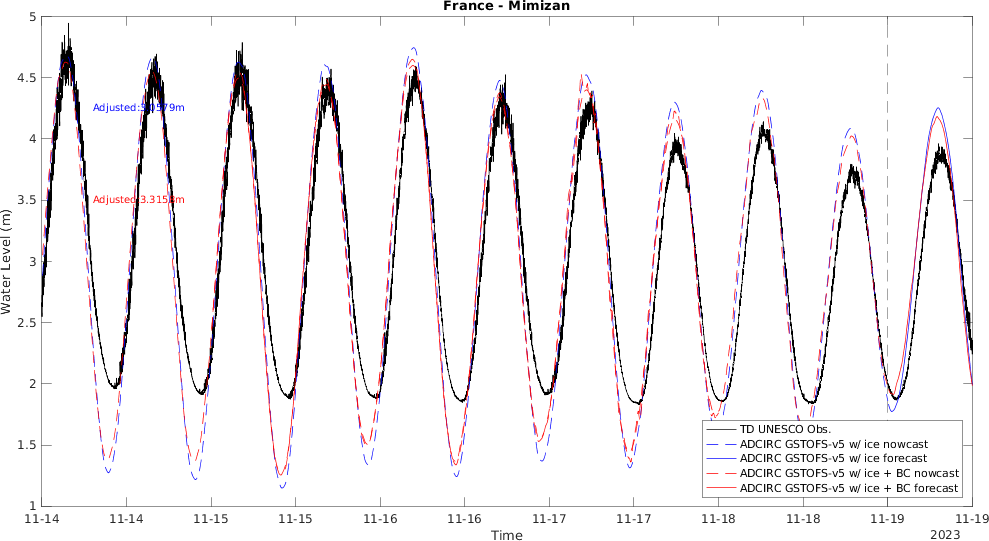 France - Mimizan
5
4.5
4
3.5
3
2.5
2
1.5
1
Water Level (m)
Adjusted:3.0579m
Adjusted:
11-14
11-14
11-15
11-15
11-16
11-16
11-17
11-17
11-18
11-18
11-19
11-19
Time
2023
TD UNESCO Obs.
ADCIRC GSTOFS-v5 w/ ice nowcast
ADCIRC GSTOFS-v5 w/ ice forecast
ADCIRC GSTOFS-v5 w/ ice + BC nowcast
ADCIRC GSTOFS-v5 w/ ice + BC forecast